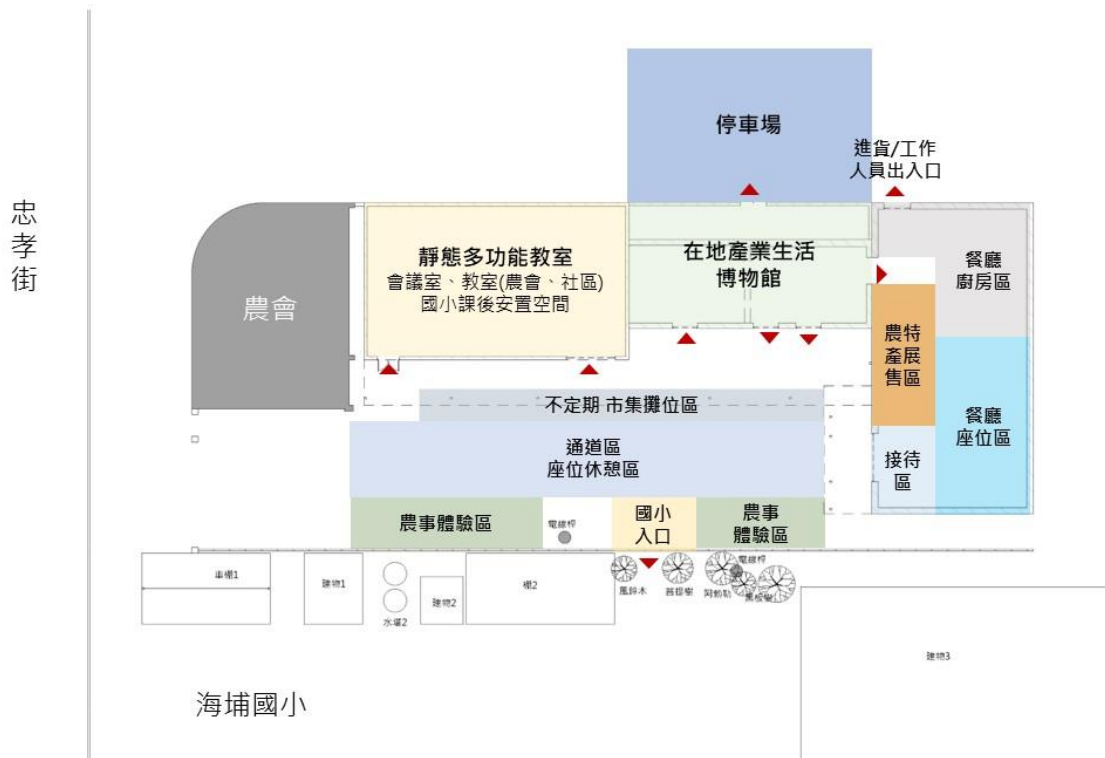 停車場
進貨/工作
人員出入口
忠孝街
農會
靜態多功能教室
會議室、教室(農會、社區)
國小課後安置空間
在地產業生活
博物館
餐廳
廚房區
農特
產展
售區
餐廳
座位區
接待
區
不定期 市集攤位區
通道區
座位休憩區
農事體驗區
電線桿
國小
入口
農事
體驗區
車棚1
建物1
水塔2
建物2
棚2
風鈴木
菩提樹
阿勃勒
電線桿
黑板樹
建物3
海埔國小